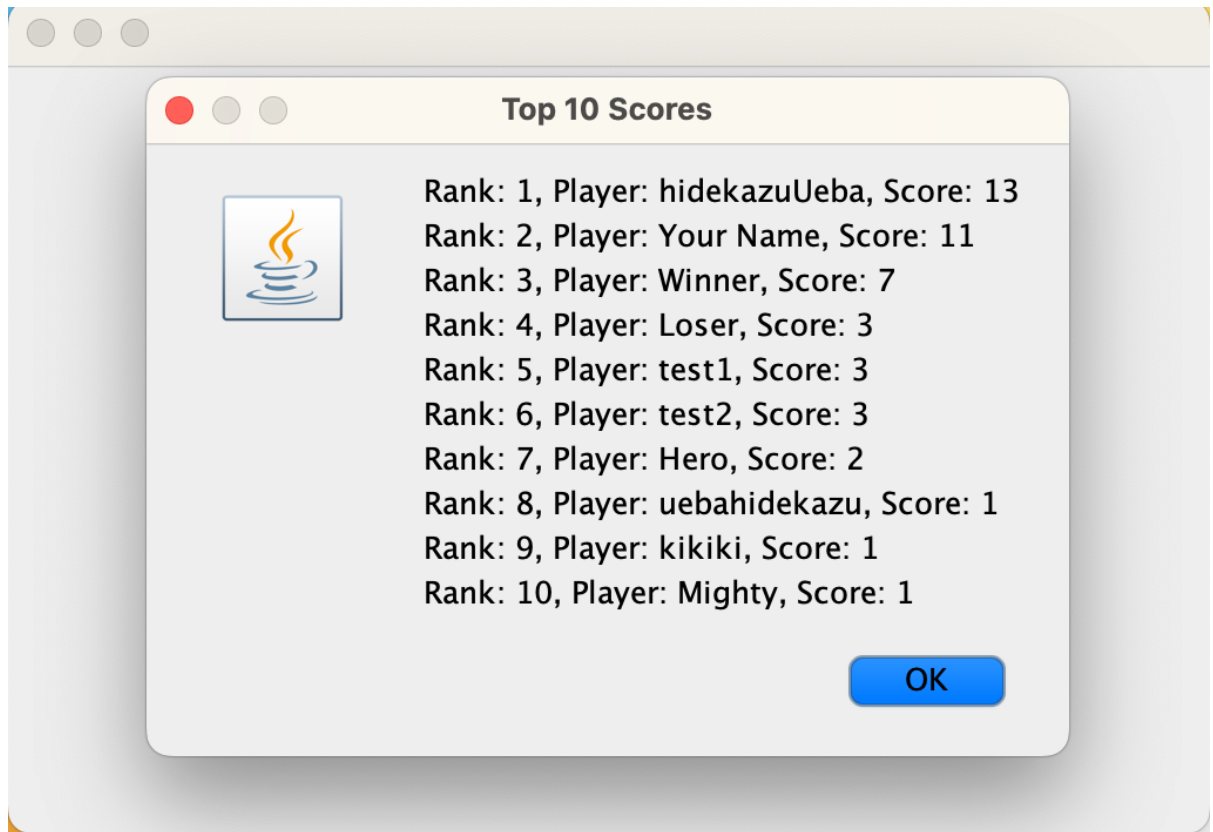 Top 10 Scores
Rank: 1, Player: hidekazuUeba, Score: 13
Rank: 2, Player: Your Name, Score: 11
Rank: 3, Player: Winner, Score: 7
Rank: 4, Player: Loser, Score: 3
Rank: 5, Player: test1, Score: 3
Rank: 6, Player: test2, Score: 3
Rank: 7, Player: Hero, Score: 2
Rank: 8, Player: uebahidekazu, Score: 1
Rank: 9, Player: kikiki, Score: 1
Rank: 10, Player: Mighty, Score: 1
OK